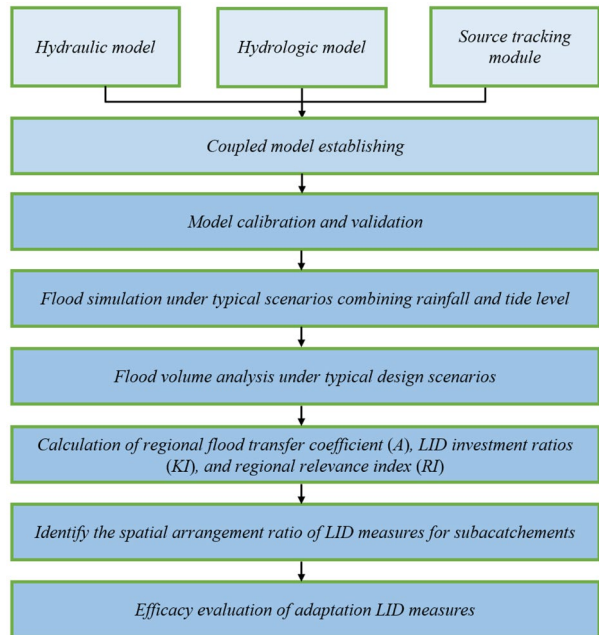 Hydraulic model
Hydrologic model
Source tracking
module
Coupled model establishing
Model calibration and validation
Flood simulation under typical scenarios combining rainfall and tide level
Flood volume analysis under typical design scenarios
Calculation of regional flood transfer coefficient (A), LID investment ratios
(KI), and regional relevance index (RI)
Identify the spatial arrangement ratio of LID measures for subacatchements
Efficacy evaluation of adaptation LID measures